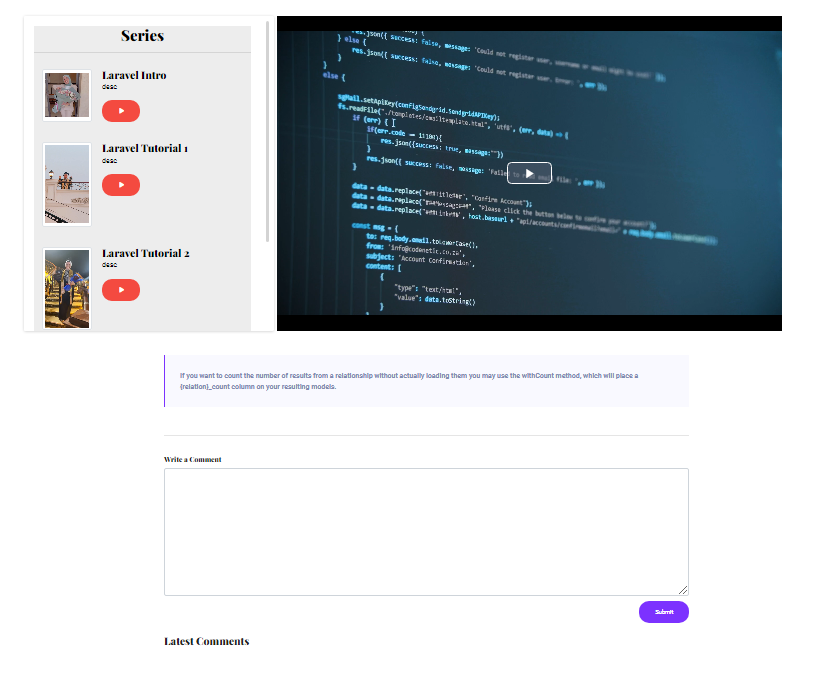 Series
Laravel Intro
desc
Laravel Tutorial 1
desc
Laravel Tutorial 2
desc
res.json({ success: false, message: 'Could not register user, username or email
} else {
res.json({ success: false, message: 'Could not register user. Error: ', err });
}
else {
sgMail.setApiKey(configSendgrid.SendgridAPIKey);
fs.readFile("./templates/emailtemplate.html", 'utf8', (err, data) => {
if (err) {
if(err.code == 11100){
res.json({success: true, message:""})
}
res.json({ success: false, message: 'Failed to file: ', err });
}
data = data.replace("###Title###", "Confirm Account");
data = data.replace("###Message###", "Please click the button below to confirm your account!");
data = data.replace("###Link##", host.baseurl + "api/accounts/confirmemail?email=" + req.body.email
const msg = {
to: req.body.email.toLowerCase(),
from: 'info@codenetic.co.za',
subject: 'Account Confirmation',
content: [
{
"type": "text/html",
"value": data.toString()
}
If you want to count the number of results from a relationship without actually loading them you may use the withCount method, which will place a
{relation}_count column on your resulting models.
Write a Comment
Submit
Latest Comments